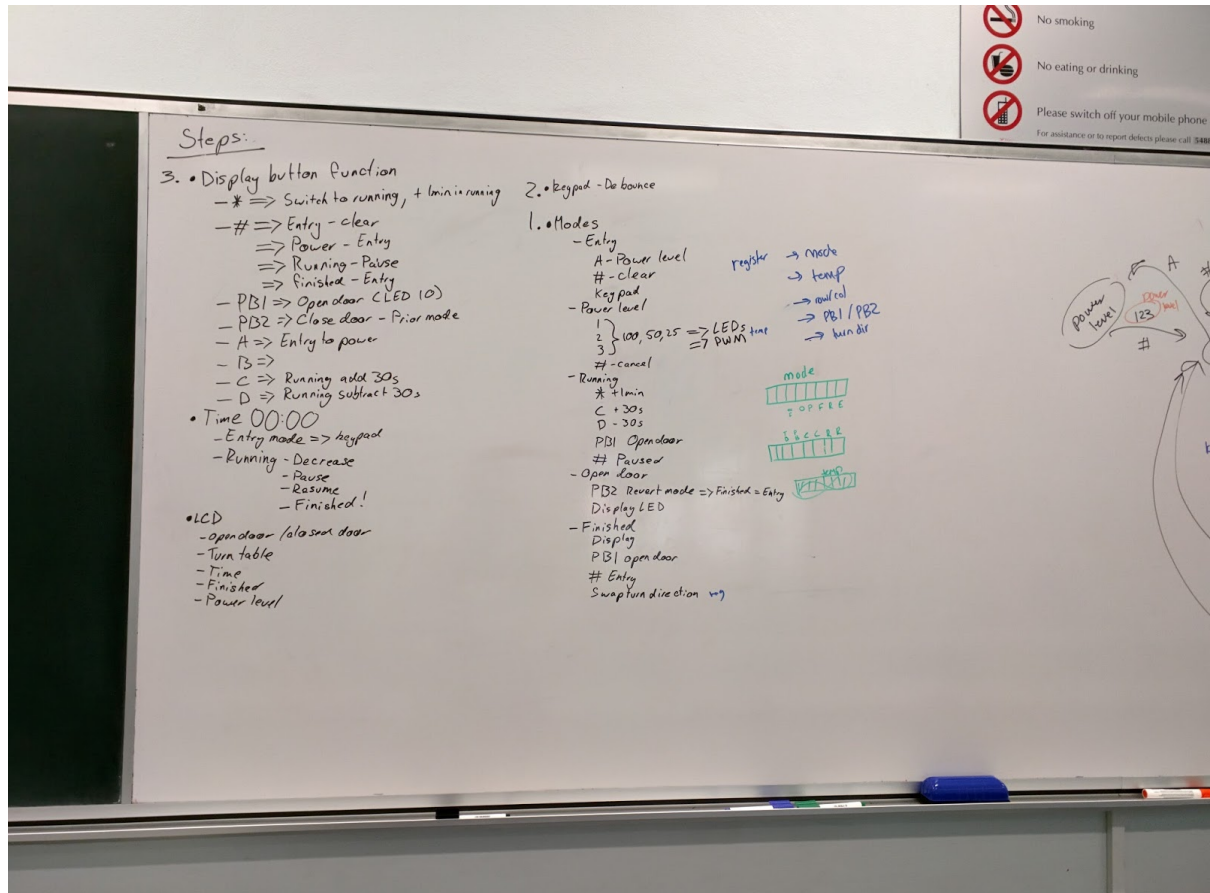 No smoking
No eating or drinking
Please switch off your mobile phone
For assistance or to report defects please call
Steps:
3. • Display button function
- * => Switch to running, + 1min in running
- # => Entry - clear
=> Power - Entry
=> Running - Pause
=> finished - Entry
- PB1 => Open door (LED 10)
- PB2 => Close door - Prior mode
- A => Entry to power
- B =>
- C => Running add 30s
- D => Running subtract 30s
• Time 00:00
- Entry mode => keypad
- Running - Decrease
- Pause
- Resume
- Finished!
• LCD
- Open door / closed door
- Turn table
- Time
- Finished
- Power level
2. • Keypad - Debounce
1. • Modes
- Entry
A - Power level
# - clear
Keypad
- Power level
1
2 } 100, 50, 25 => LEDs temp
3 => PWM
# - cancel
- Running
* +1min
C + 30s
D - 30s
PB1 Open door
# Paused
- Open door
PB2 Revert mode => Finished = Entry
Display LED
- Finished
Display
PB1 open door
# Entry
Swap turn direction reg
register → mode
→ temp
→ row/col
→ PB1 / PB2
→ turn dir
mode
O P F R E
C C R R
temp
A
#
power level
123
power level
#